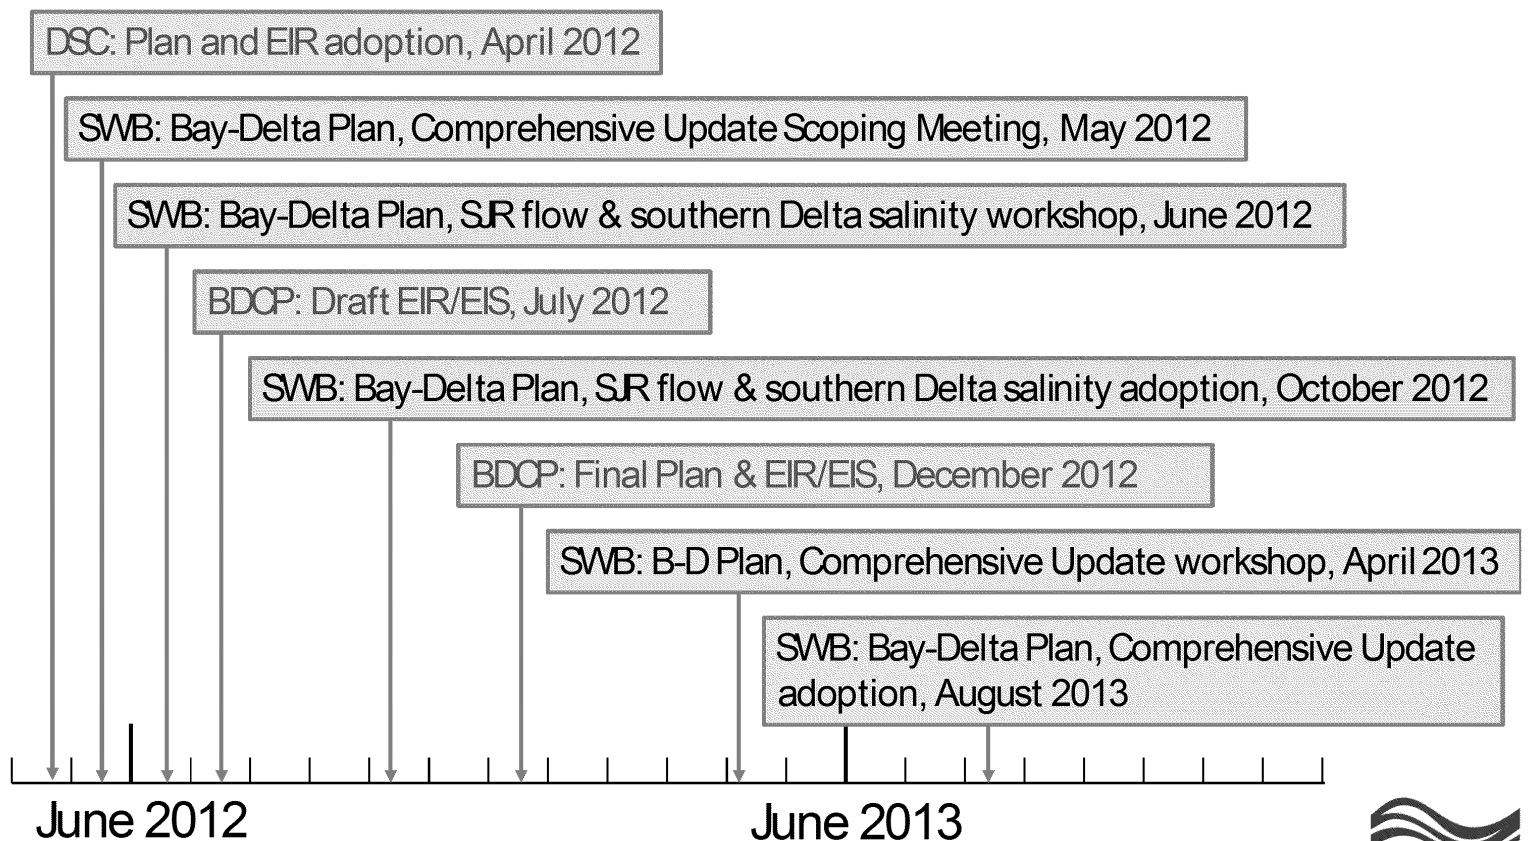 DSC: Plan and EIR adoption, April 2012
SWB: Bay-Delta Plan, Comprehensive Update Scoping Meeting, May 2012
SWB: Bay-Delta Plan, SJR flow & southern Delta salinity workshop, June 2012
BDCP: Draft EIR/EIS, July 2012
SWB: Bay-Delta Plan, SJR flow & southern Delta salinity adoption, October 2012
BDCP: Final Plan & EIR/EIS, December 2012
SWB: B-D Plan, Comprehensive Update workshop, April 2013
SWB: Bay-Delta Plan, Comprehensive Update
adoption, August 2013
June 2012
June 2013